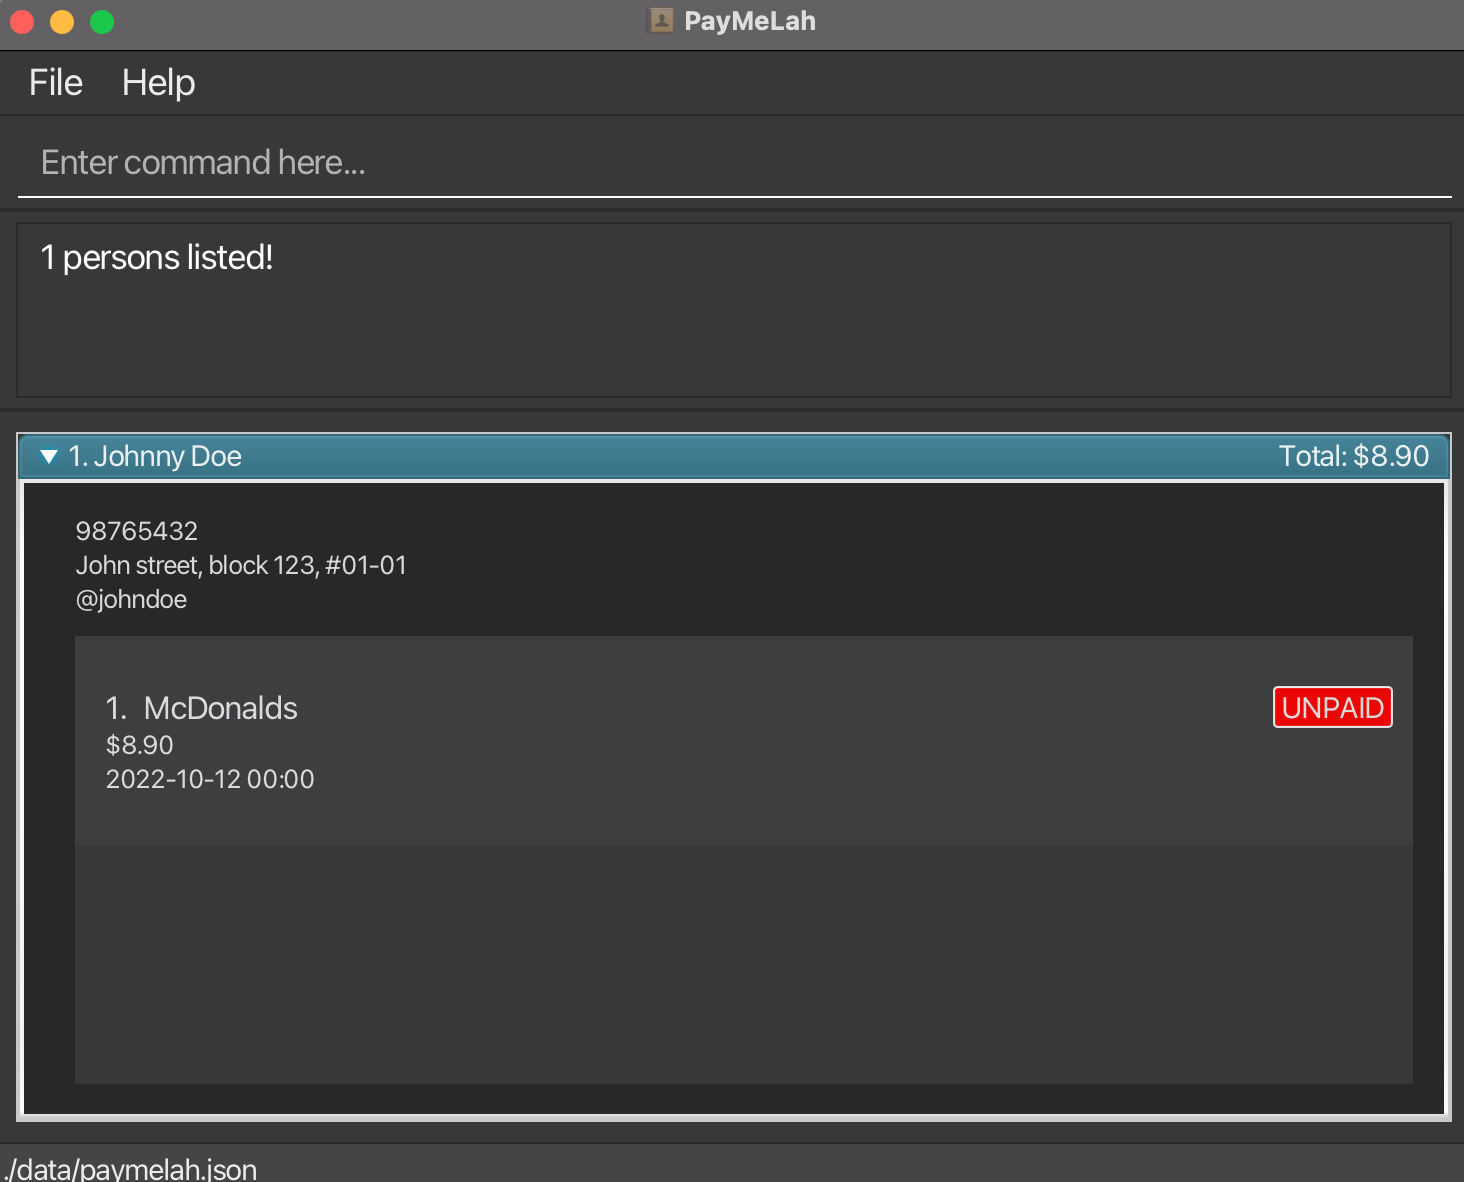 PayMeLah
File Help
Enter command here...
1 persons listed!
1. Johnny Doe Total: $8.90
98765432
John street, block 123, #01-01
@johndoe
1. McDonalds UNPAID
$8.90
2022-10-12 00:00
./data/paymelah.json